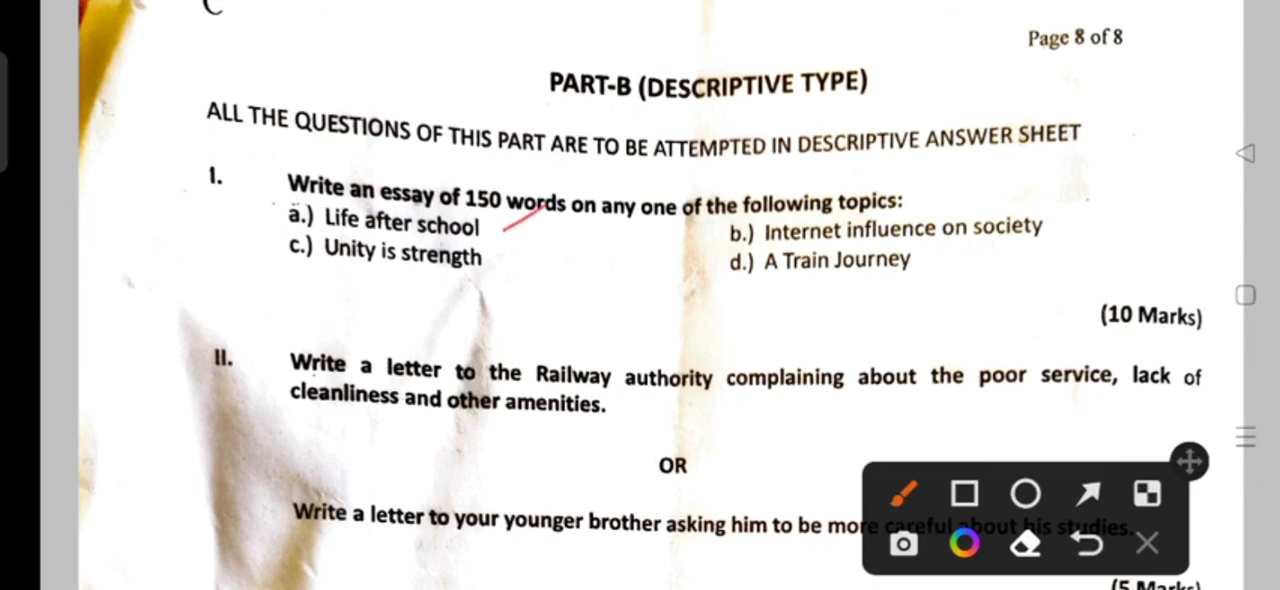 Page 8 of 8
PART-B (DESCRIPTIVE TYPE)
ALL THE QUESTIONS OF THIS PART ARE TO BE ATTEMPTED IN DESCRIPTIVE ANSWER SHEET
I. Write an essay of 150 words on any one of the following topics:
a.) Life after school b.) Internet influence on society
c.) Unity is strength d.) A Train Journey
(10 Marks)
II. Write a letter to the Railway authority complaining about the poor service, lack of
cleanliness and other amenities.
OR
Write a letter to your younger brother asking him to be more careful about his studies.
(5 Marks)